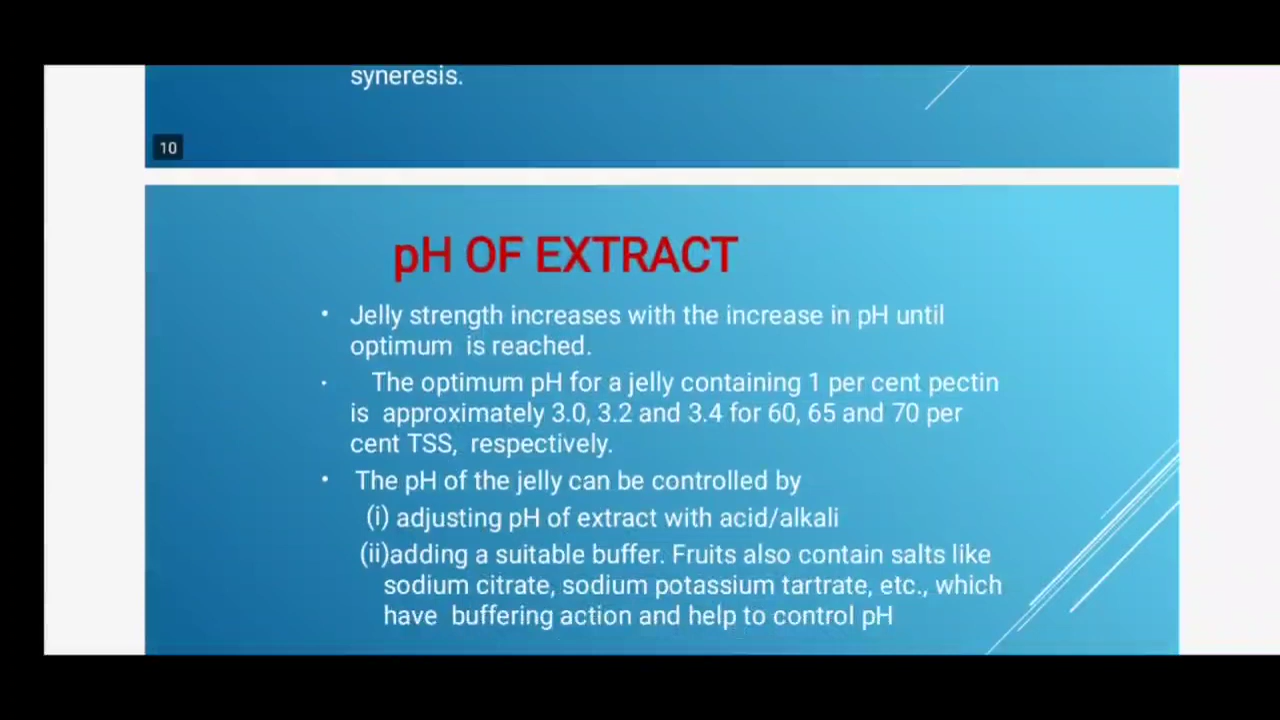 syneresis.
10
pH OF EXTRACT
• Jelly strength increases with the increase in pH until
optimum is reached.
• The optimum pH for a jelly containing 1 per cent pectin
is approximately 3.0, 3.2 and 3.4 for 60, 65 and 70 per
cent TSS, respectively.
• The pH of the jelly can be controlled by
(i) adjusting pH of extract with acid/alkali
(ii)adding a suitable buffer. Fruits also contain salts like
sodium citrate, sodium potassium tartrate, etc., which
have buffering action and help to control pH